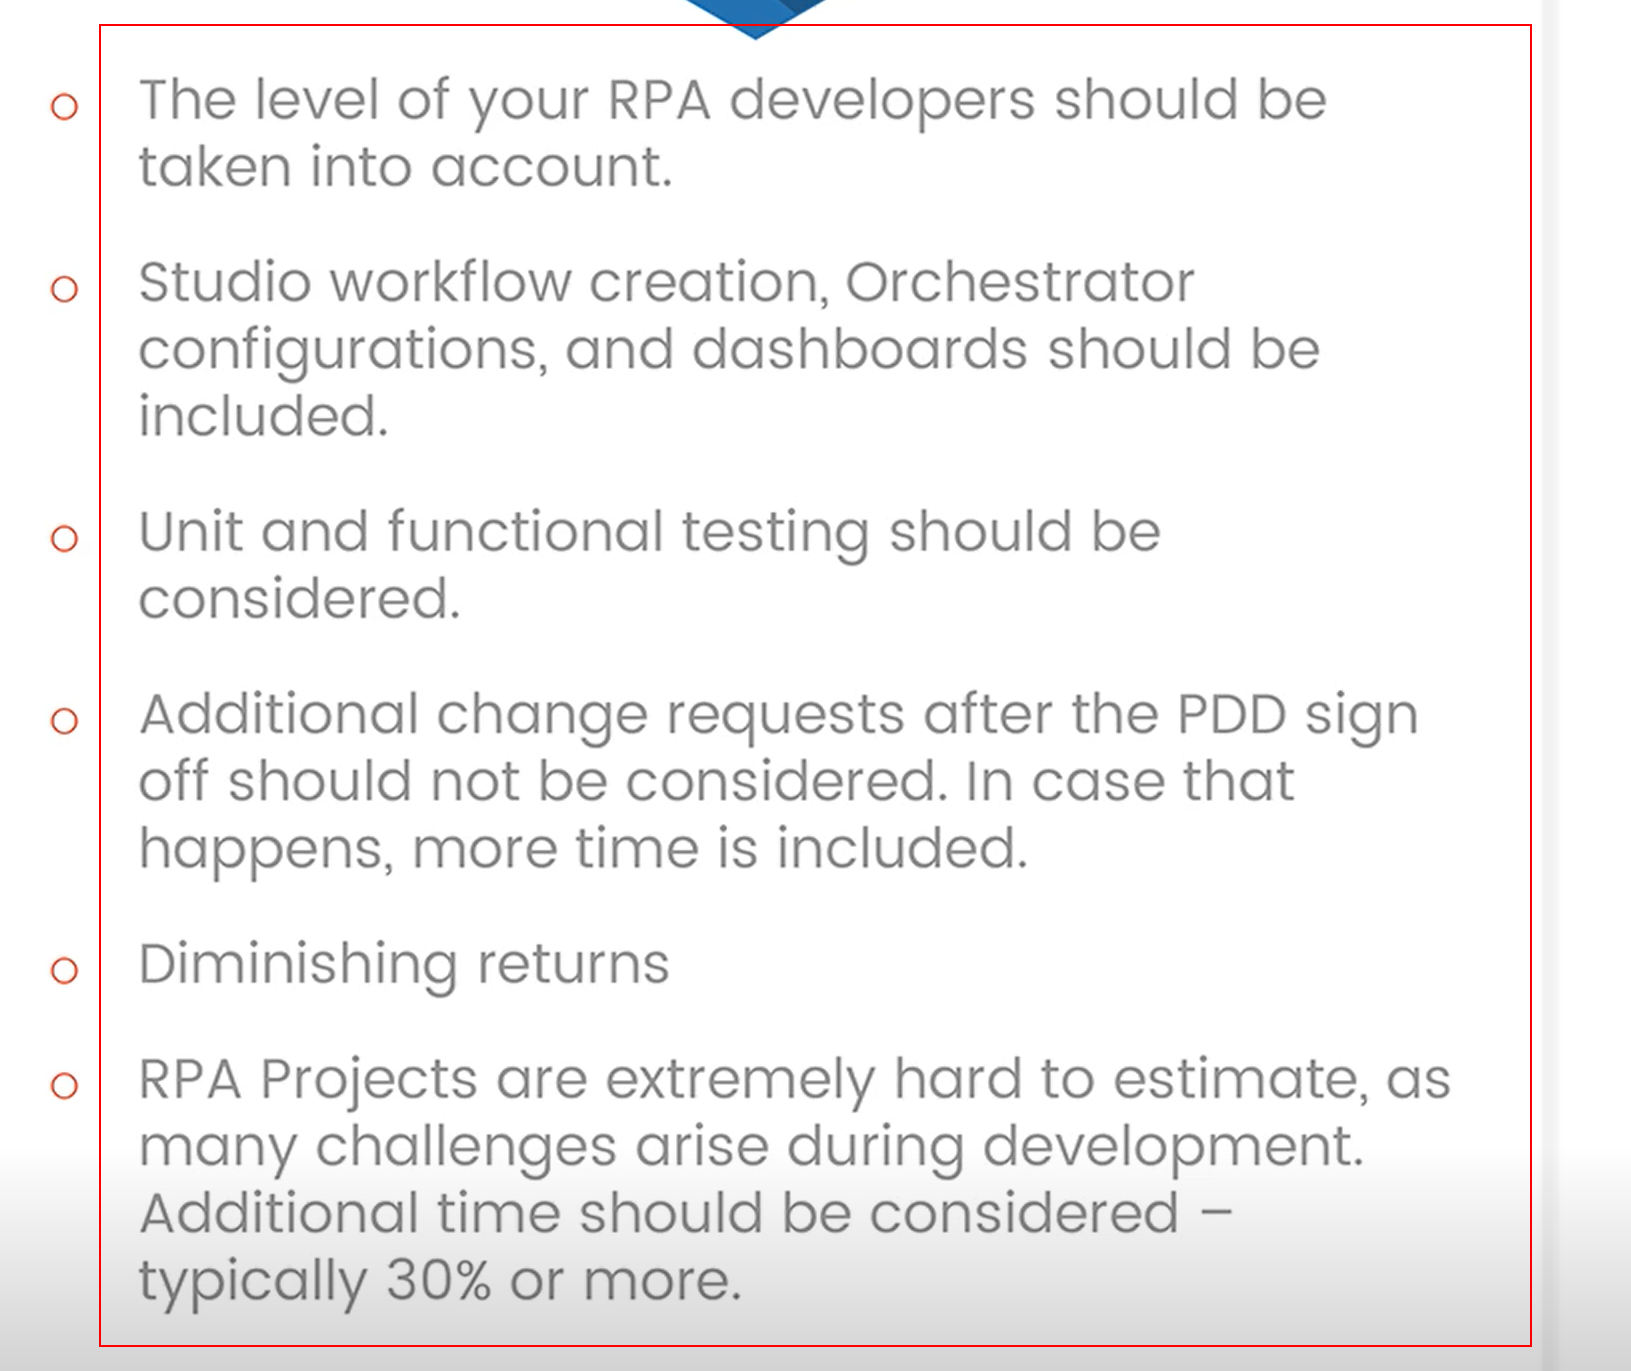 The level of your RPA developers should be
taken into account.
Studio workflow creation, Orchestrator
configurations, and dashboards should be
included.
Unit and functional testing should be
considered.
Additional change requests after the PDD sign
off should not be considered. In case that
happens, more time is included.
Diminishing returns
RPA Projects are extremely hard to estimate, as
many challenges arise during development.
Additional time should be considered –
typically 30% or more.